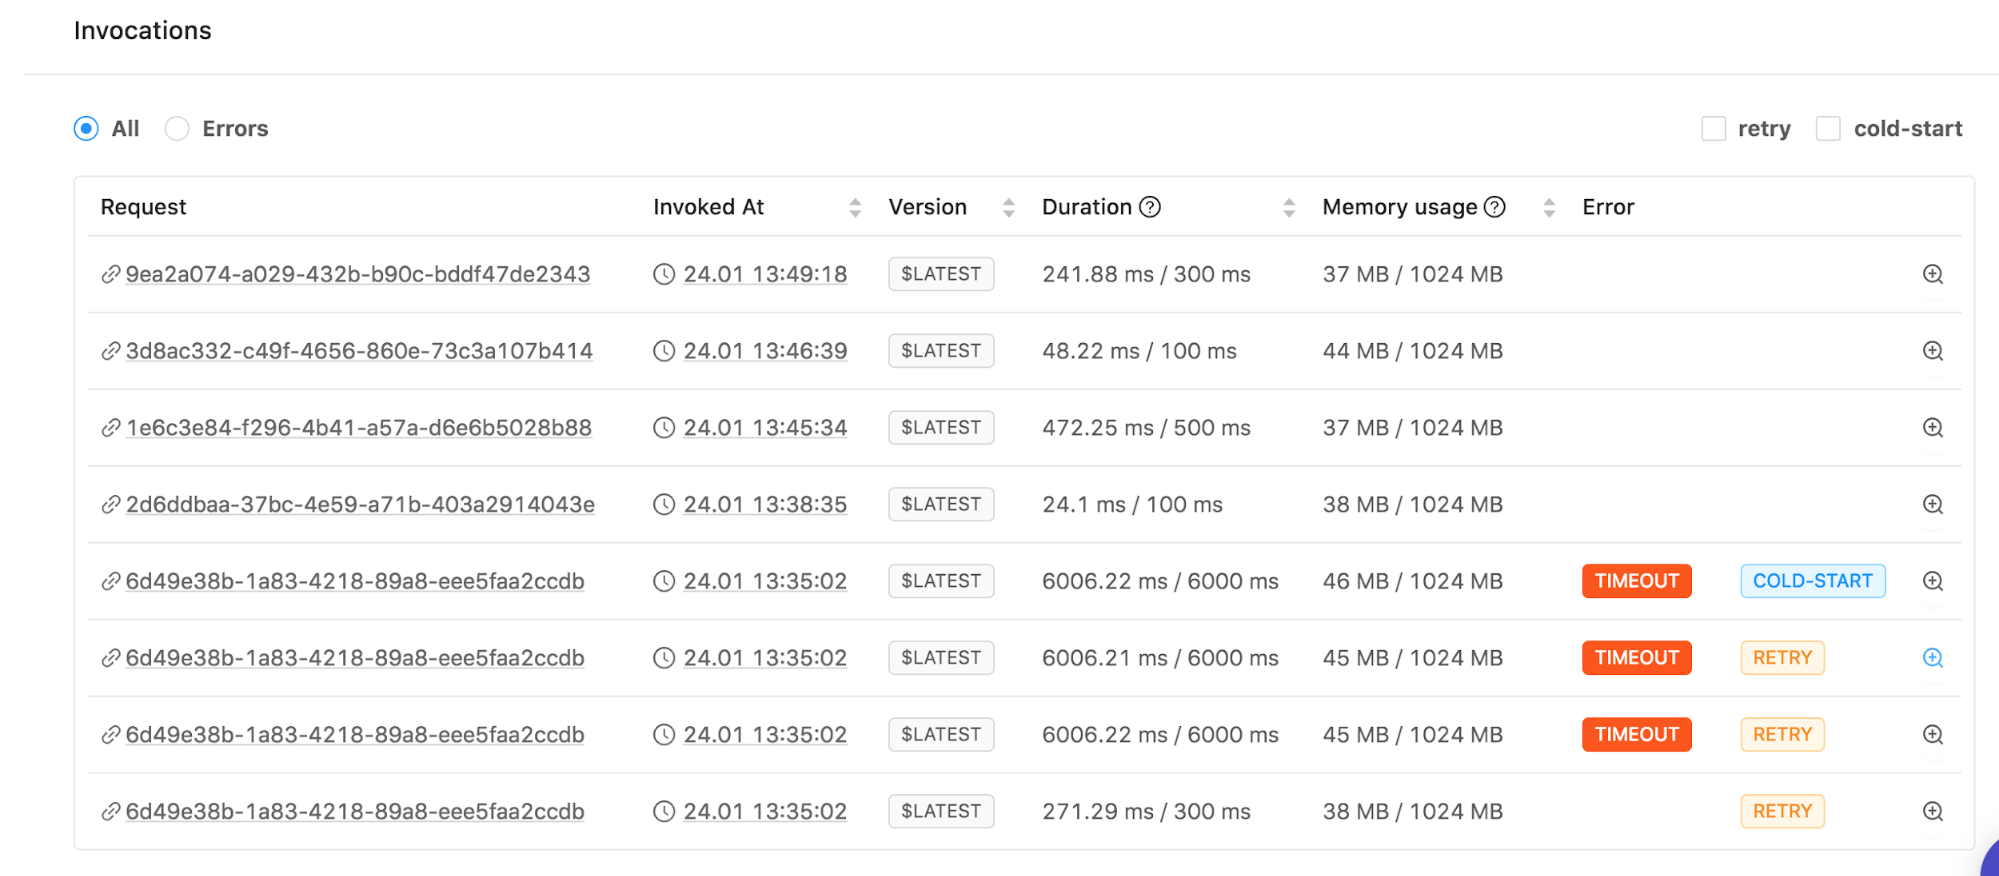 Invocations
All Errors retry cold-start
Request Invoked At Version Duration Memory usage Error
9ea2a074-a029-432b-b90c-bddf47de2343 24.01 13:49:18 $LATEST 241.88 ms / 300 ms 37 MB / 1024 MB
3d8ac332-c49f-4656-860e-73c3a107b414 24.01 13:46:39 $LATEST 48.22 ms / 100 ms 44 MB / 1024 MB
1e6c3e84-f296-4b41-a57a-d6e6b5028b88 24.01 13:45:34 $LATEST 472.25 ms / 500 ms 37 MB / 1024 MB
2d6ddbaa-37bc-4e59-a71b-403a2914043e 24.01 13:38:35 $LATEST 24.1 ms / 100 ms 38 MB / 1024 MB
6d49e38b-1a83-4218-89a8-eee5faa2ccdb 24.01 13:35:02 $LATEST 6006.22 ms / 6000 ms 46 MB / 1024 MB TIMEOUT COLD-START
6d49e38b-1a83-4218-89a8-eee5faa2ccdb 24.01 13:35:02 $LATEST 6006.21 ms / 6000 ms 45 MB / 1024 MB TIMEOUT RETRY
6d49e38b-1a83-4218-89a8-eee5faa2ccdb 24.01 13:35:02 $LATEST 6006.22 ms / 6000 ms 45 MB / 1024 MB TIMEOUT RETRY
6d49e38b-1a83-4218-89a8-eee5faa2ccdb 24.01 13:35:02 $LATEST 271.29 ms / 300 ms 38 MB / 1024 MB RETRY